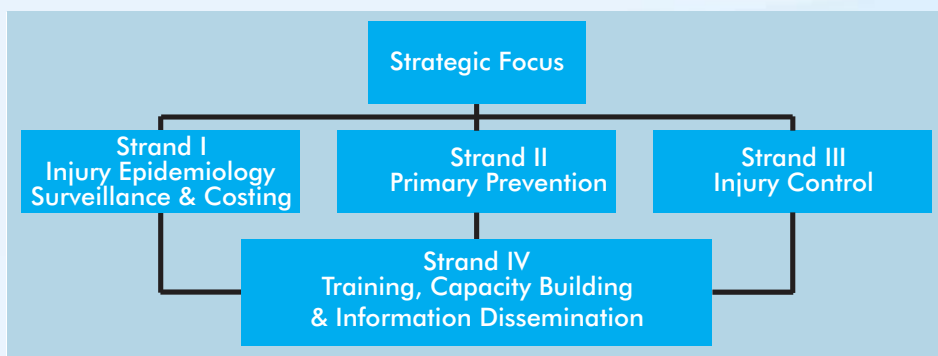 Strategic Focus
Strand I
Injury Epidemiology
Surveillance & Costing
Strand II
Primary Prevention
Strand III
Injury Control
Strand IV
Training, Capacity Building
& Information Dissemination